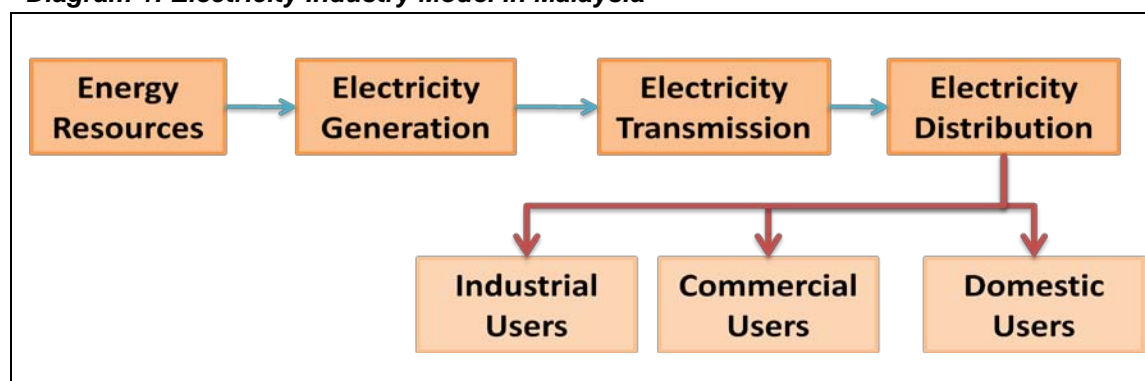 Diagram 1: Electricity Industry Model in Malaysia
Energy
Resources
Electricity
Generation
Electricity
Transmission
Electricity
Distribution
Industrial
Users
Commercial
Users
Domestic
Users